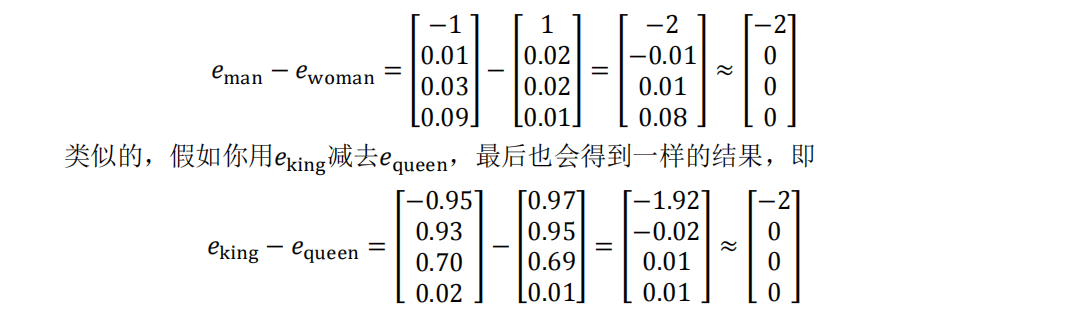 e_man − e_woman = [−1 0.01 0.03 0.09] − [1 0.02 0.02 0.01] = [−2 −0.01 0.01 0.08] ≈ [−2 0 0 0]
类似的，假如你用e_king减去e_queen，最后也会得到一样的结果，即
e_king − e_queen = [−0.95 0.93 0.70 0.02] − [0.97 0.95 0.69 0.01] = [−1.92 −0.02 0.01 0.01] ≈ [−2 0 0 0]